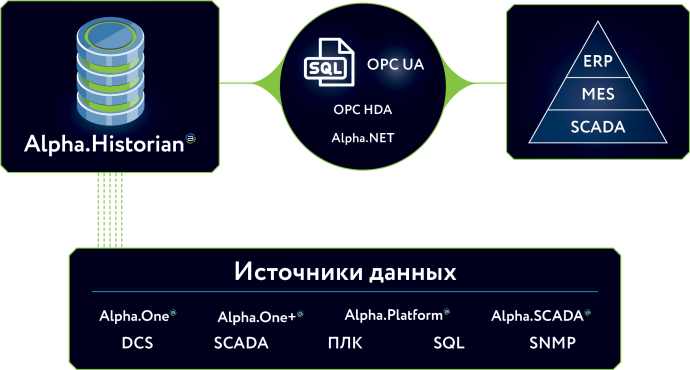 Alpha.Historian
SQL
OPC UA
OPC HDA
Alpha.NET
ERP
MES
SCADA
Источники данных
Alpha.One Alpha.One+ Alpha.Platform Alpha.SCADA
DCS SCADA ПЛК SQL SNMP